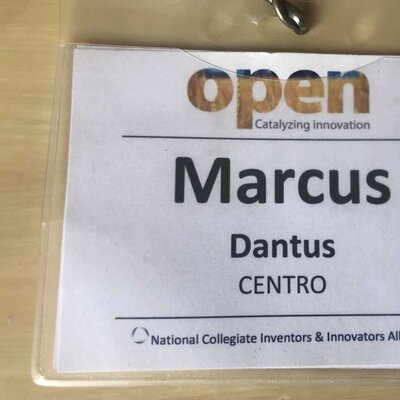 open
Catalyzing innovation
Marcus
Dantus
CENTRO
National Collegiate Inventors & Innovators All